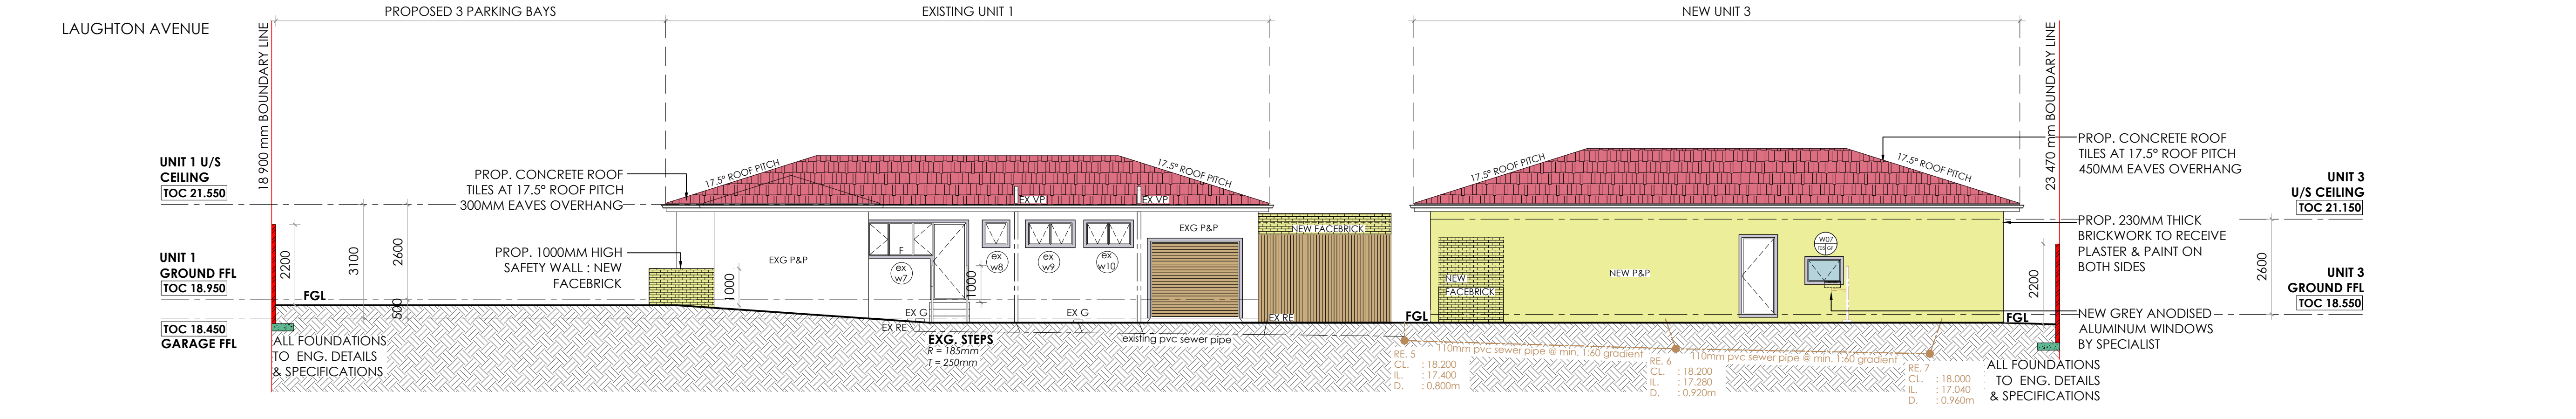 LAUGHTON AVENUE
PROPOSED 3 PARKING BAYS
EXISTING UNIT 1
NEW UNIT 3
18 900 mm BOUNDARY LINE
23 470 mm BOUNDARY LINE
UNIT 1 U/S
CEILING
TOC 21.550
UNIT 1
GROUND FFL
TOC 18.950
TOC 18.450
GARAGE FFL
2200
3100
2600
500
FGL
ALL FOUNDATIONS
TO ENG. DETAILS
& SPECIFICATIONS
PROP. CONCRETE ROOF
TILES AT 17.5° ROOF PITCH
300MM EAVES OVERHANG
PROP. 1000MM HIGH
SAFETY WALL : NEW
FACEBRICK
17.5° ROOF PITCH
17.5° ROOF PITCH
1000
EXG P&P
F
ex
w7
1000
ex
w8
ex
w9
ex
w10
EX VP
EX VP
EXG P&P
EX G
EX RE
EX G
EX RE
EXG. STEPS
R = 185mm
T = 250mm
existing pvc sewer pipe
NEW FACEBRICK
FGL
17.5° ROOF PITCH
17.5° ROOF PITCH
NEW
FACEBRICK
NEW P&P
W07
FGL
110mm pvc sewer pipe @ min. 1:60 gradient
110mm pvc sewer pipe @ min. 1:60 gradient
RE. 5
CL. : 18.200
IL. : 17.400
D. : 0.800m
RE. 6
CL. : 18.200
IL. : 17.280
D. : 0.920m
RE. 7
CL. : 18.000
IL. : 17.040
D. : 0.960m
2200
ALL FOUNDATIONS
TO ENG. DETAILS
& SPECIFICATIONS
PROP. CONCRETE ROOF
TILES AT 17.5° ROOF PITCH
450MM EAVES OVERHANG
PROP. 230MM THICK
BRICKWORK TO RECEIVE
PLASTER & PAINT ON
BOTH SIDES
NEW GREY ANODISED
ALUMINUM WINDOWS
BY SPECIALIST
2600
UNIT 3
U/S CEILING
TOC 21.150
UNIT 3
GROUND FFL
TOC 18.550